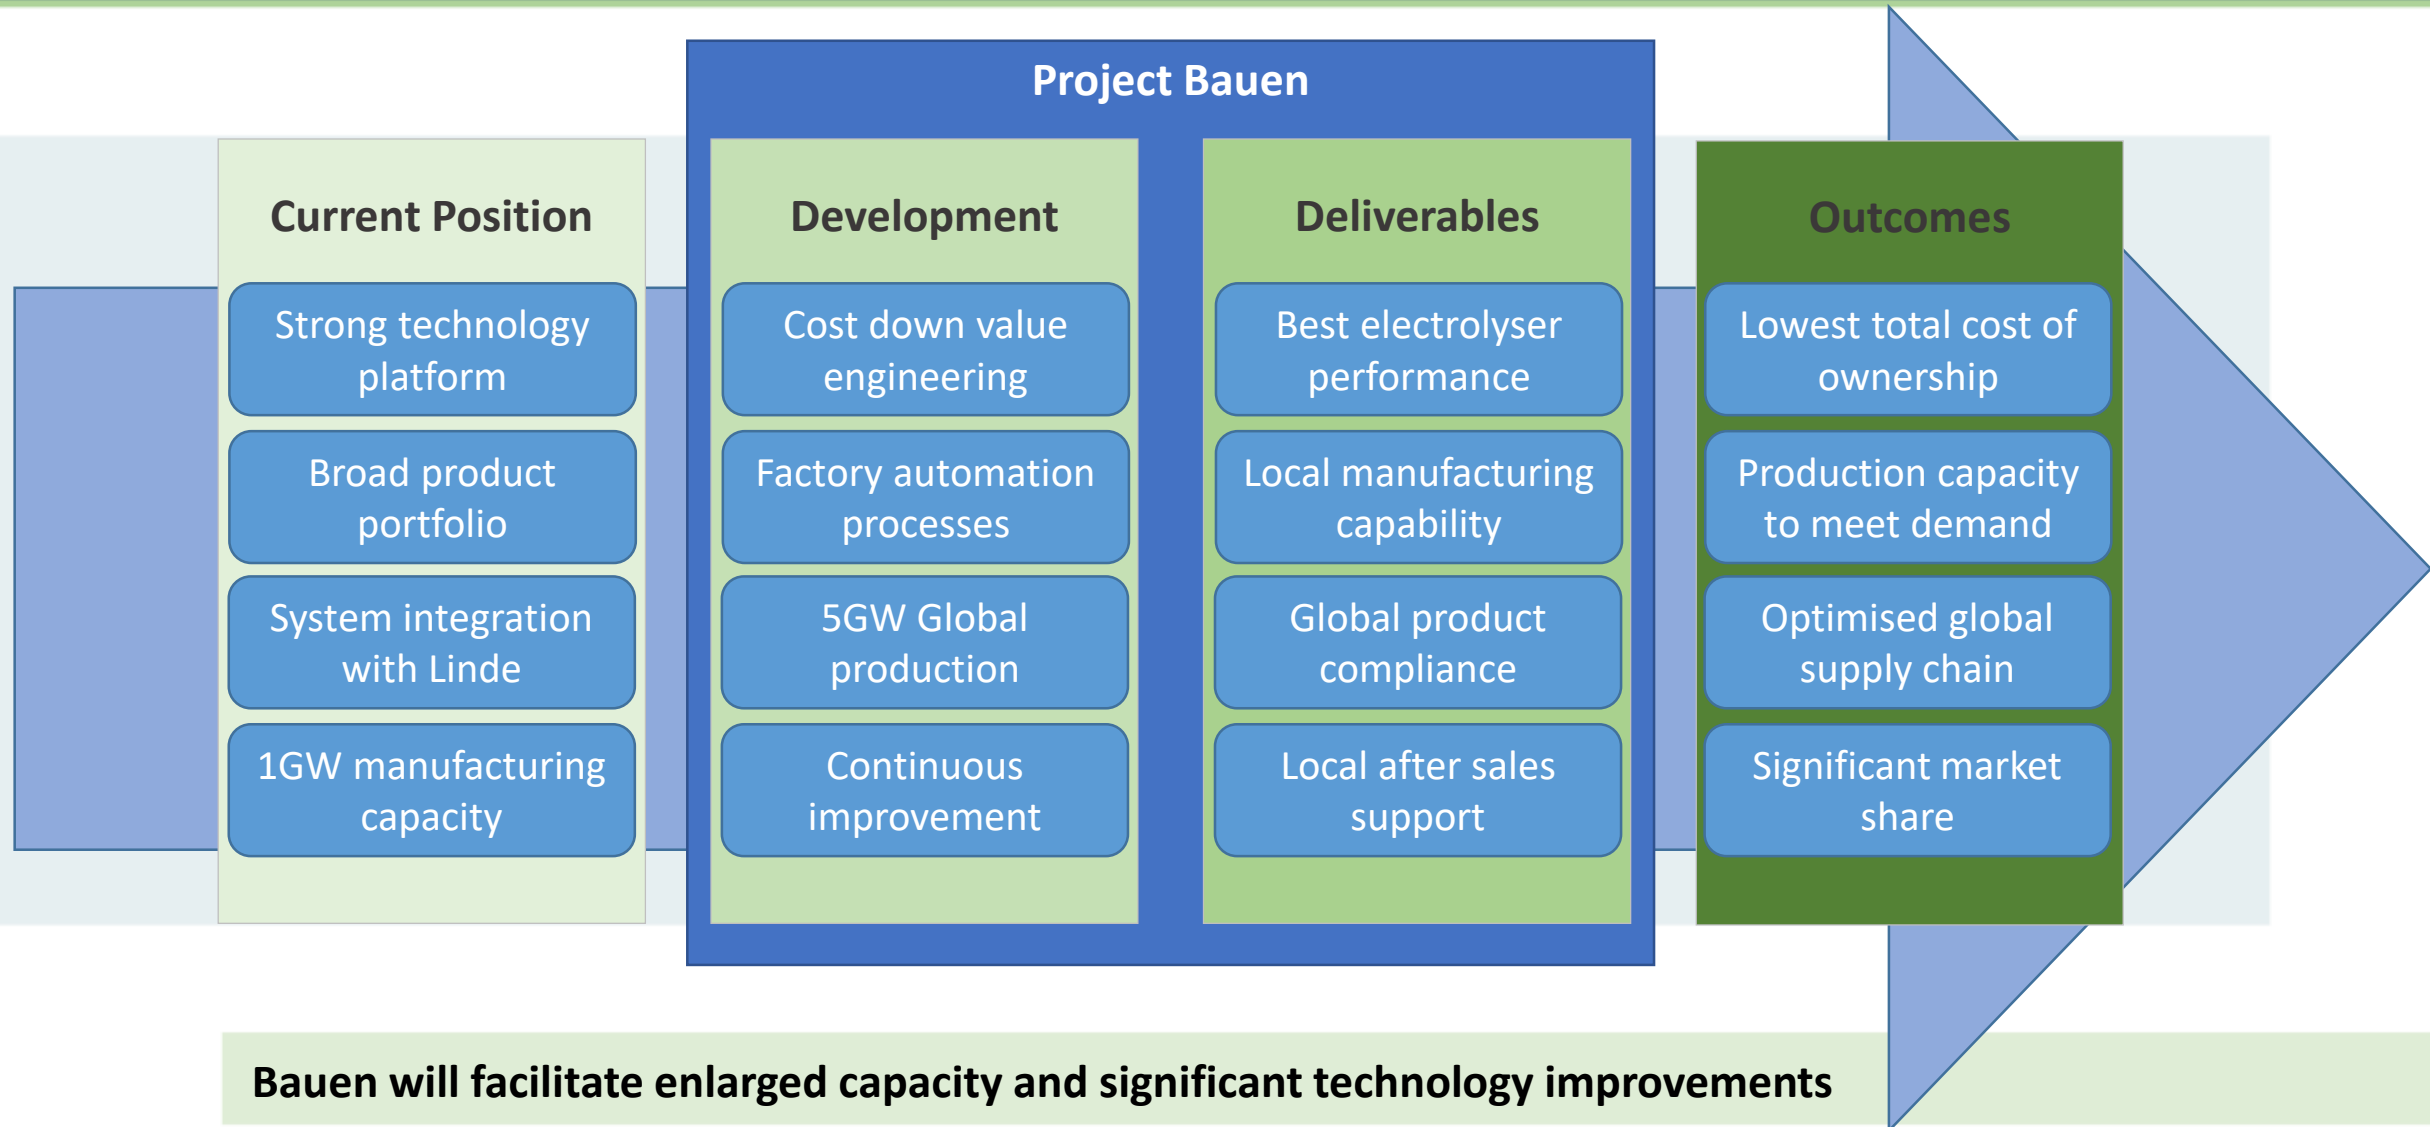 Project Bauen
Current Position
Strong technology
platform
Broad product
portfolio
System integration
with Linde
1GW manufacturing
capacity
Development
Cost down value
engineering
Factory automation
processes
5GW Global
production
Continuous
improvement
Deliverables
Best electrolyser
performance
Local manufacturing
capability
Global product
compliance
Local after sales
support
Outcomes
Lowest total cost of
ownership
Production capacity
to meet demand
Optimised global
supply chain
Significant market
share
Bauen will facilitate enlarged capacity and significant technology improvements